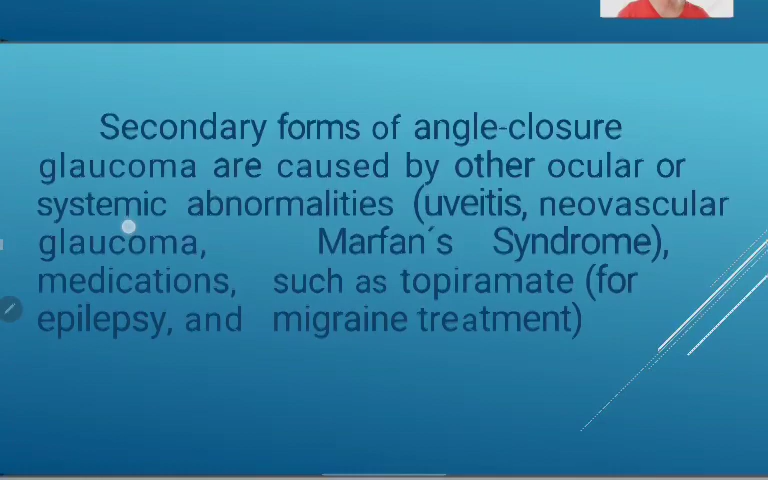 Secondary forms of angle-closure
glaucoma are caused by other ocular or
systemic abnormalities (uveitis, neovascular
glaucoma, Marfan´s Syndrome),
medications, such as topiramate (for
epilepsy, and migraine treatment)